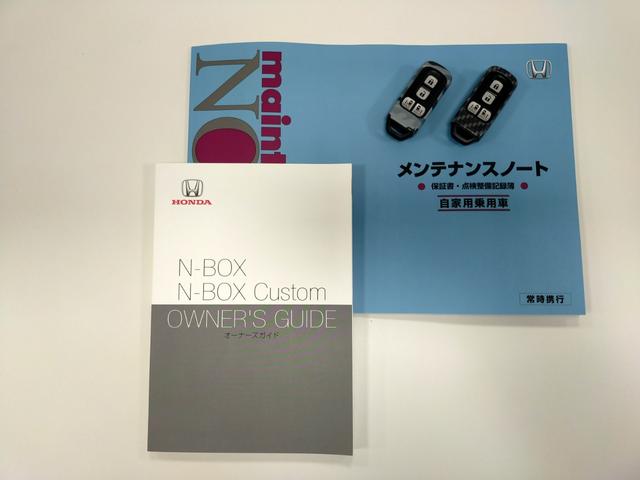 maint
NO
メンテナンスノート
● 保証書・点検整備記録簿 ●
自家用乗用車
常時携行
HONDA
N-BOX
N-BOX Custom
OWNER'S GUIDE
オーナーズガイド